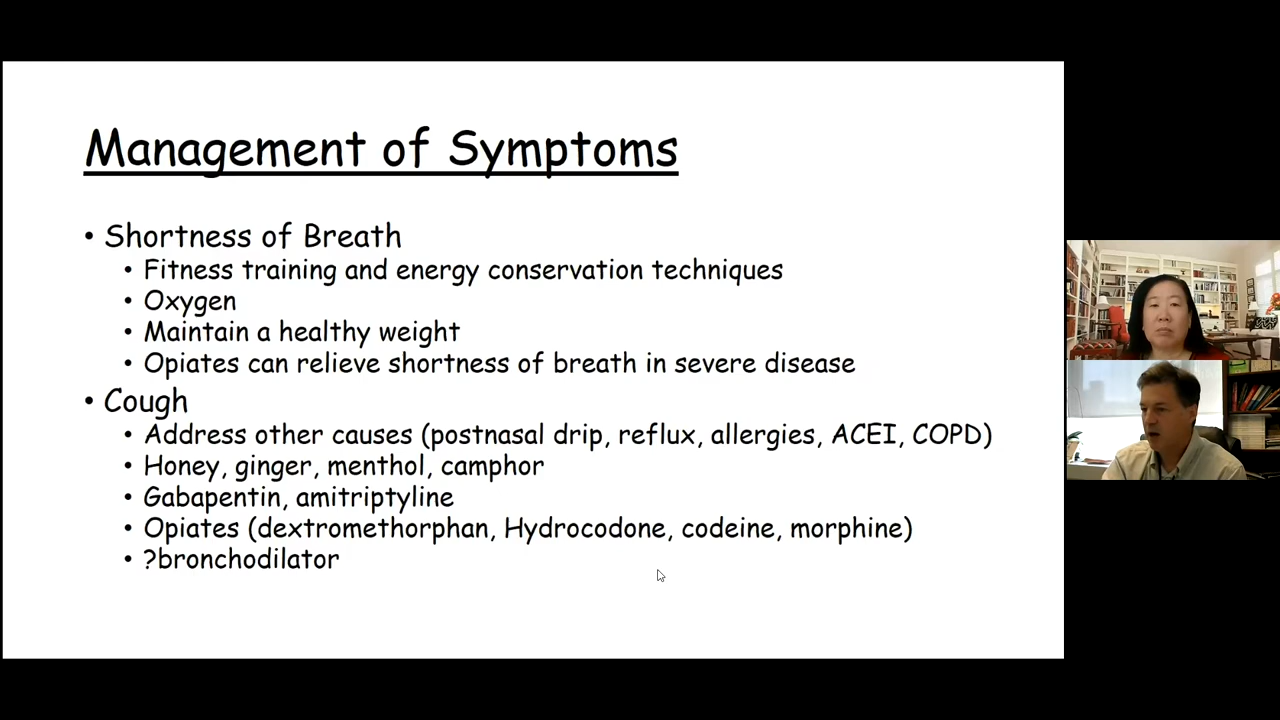 Management of Symptoms
• Shortness of Breath
• Fitness training and energy conservation techniques
• Oxygen
• Maintain a healthy weight
• Opiates can relieve shortness of breath in severe disease
• Cough
• Address other causes (postnasal drip, reflux, allergies, ACEI, COPD)
• Honey, ginger, menthol, camphor
• Gabapentin, amitriptyline
• Opiates (dextromethorphan, Hydrocodone, codeine, morphine)
• ?bronchodilator